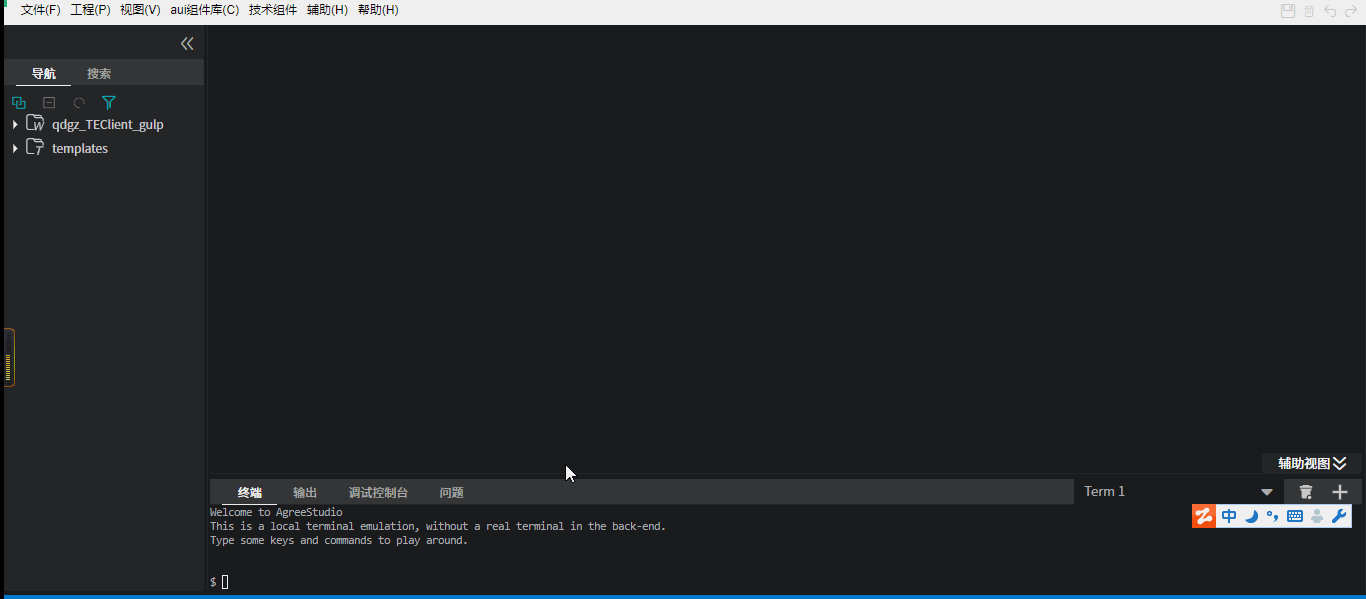 文件(F) 工程(P) 视图(V) aui组件库(C) 技术组件 辅助(H) 帮助(H)
导航 搜索
qdgz_TEClient_gulp
templates
辅助视图
终端 输出 调试控制台 问题 Term 1
Welcome to AgreeStudio
This is a local terminal emulation, without a real terminal in the back-end.
Type some keys and commands to play around.
$
中